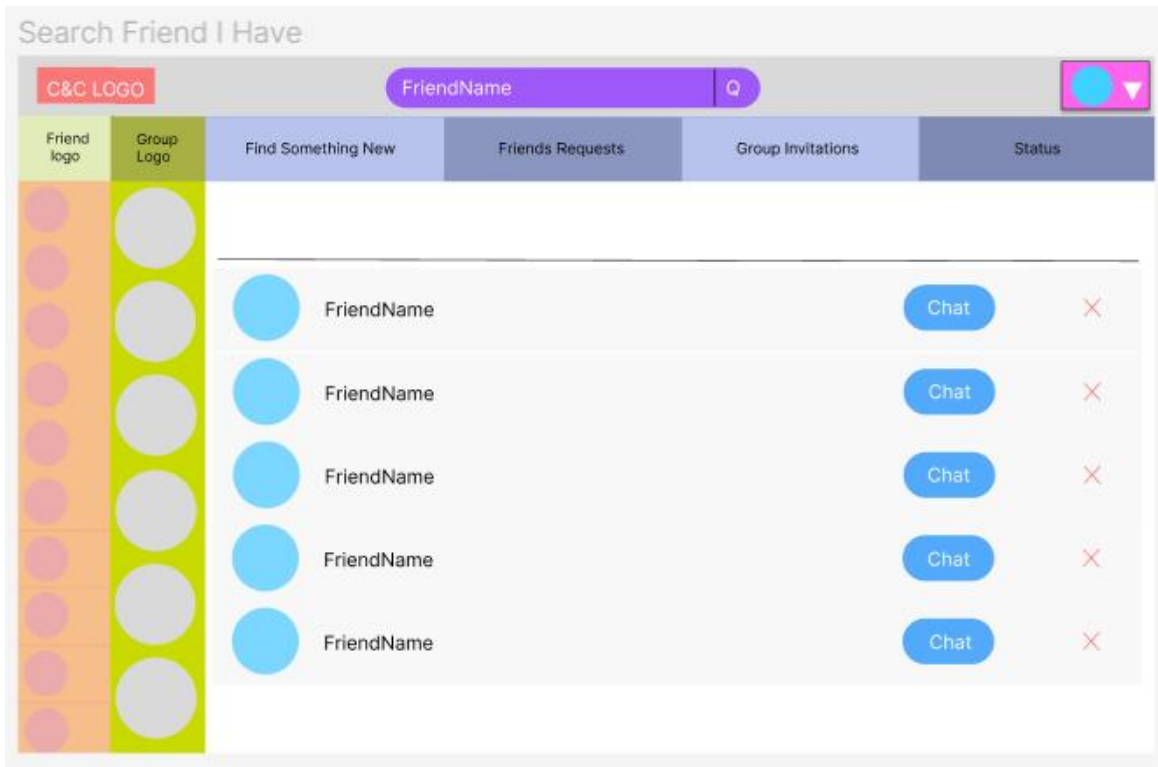 Search Friend I Have
C&C LOGO
FriendName
Q
Friend
logo
Group
Logo
Find Something New
Friends Requests
Group Invitations
Status
FriendName
Chat
FriendName
Chat
FriendName
Chat
FriendName
Chat
FriendName
Chat